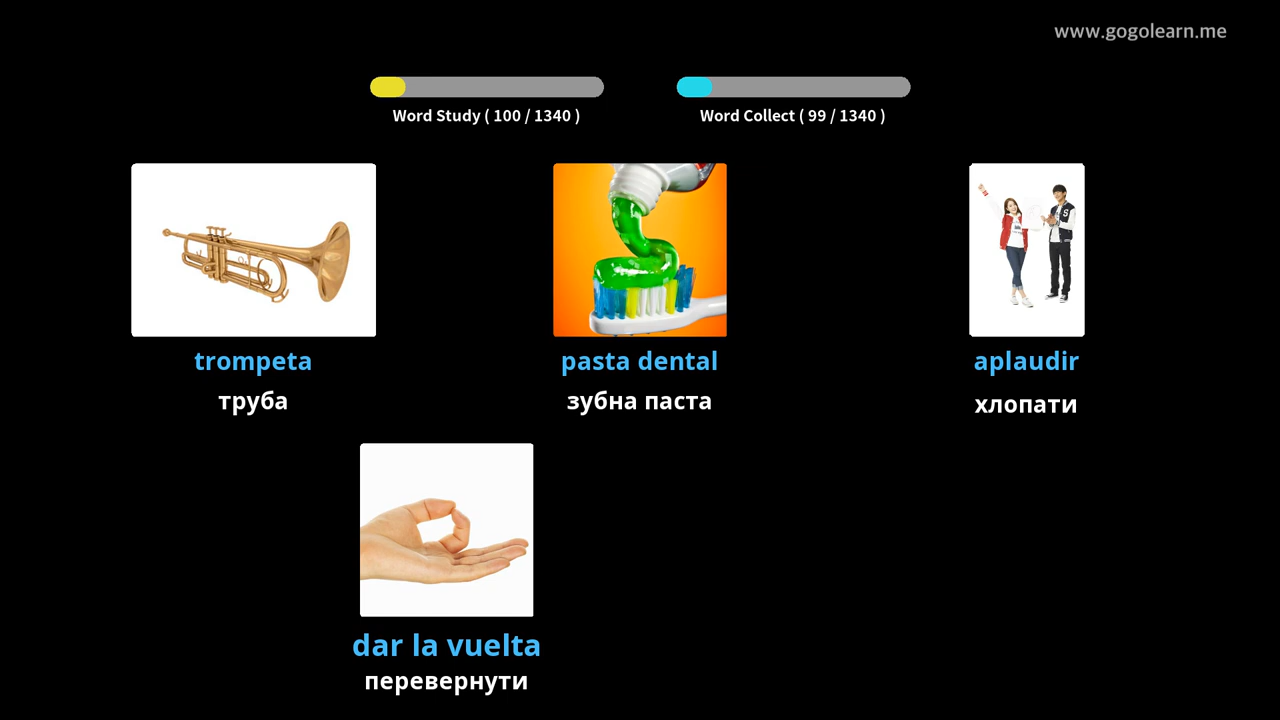 www.gogolearn.me
Word Study ( 100 / 1340 )
Word Collect ( 99 / 1340 )
trompeta
труба
pasta dental
зубна паста
aplaudir
хлопати
dar la vuelta
перевернути